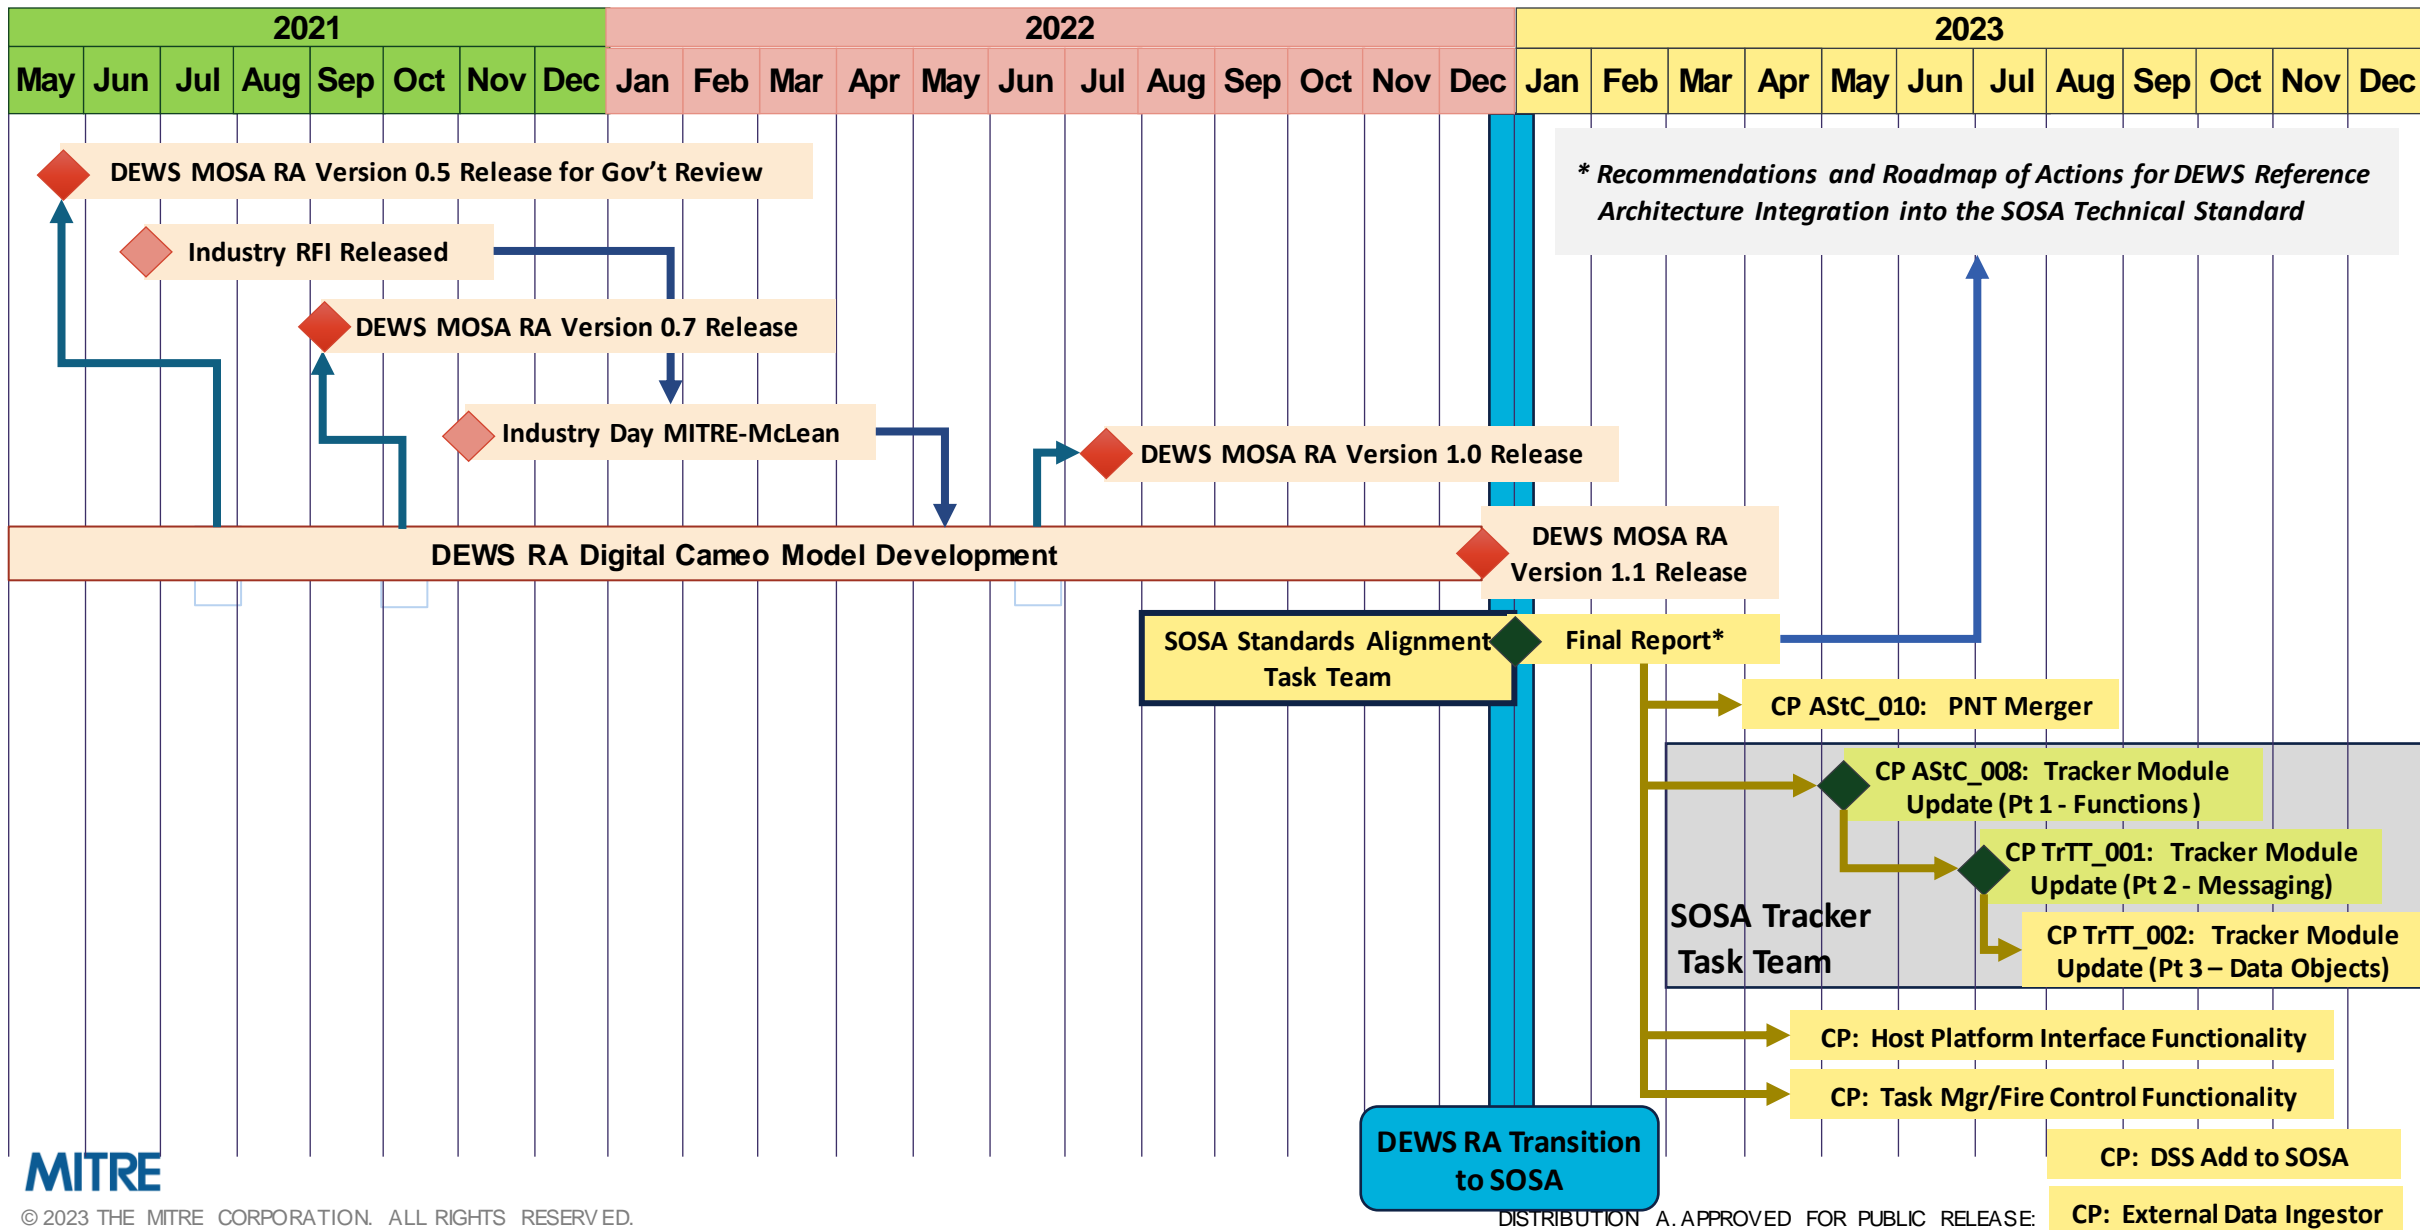 2021 2022 2023
May Jun Jul Aug Sep Oct Nov Dec Jan Feb Mar Apr May Jun Jul Aug Sep Oct Nov Dec Jan Feb Mar Apr May Jun Jul Aug Sep Oct Nov Dec
DEWS MOSA RA Version 0.5 Release for Gov't Review
* Recommendations and Roadmap of Actions for DEWS Reference
Architecture Integration into the SOSA Technical Standard
Industry RFI Released
DEWS MOSA RA Version 0.7 Release
Industry Day MITRE-McLean
DEWS MOSA RA Version 1.0 Release
DEWS RA Digital Cameo Model Development
DEWS MOSA RA
Version 1.1 Release
SOSA Standards Alignment
Task Team
Final Report*
CP AStC_010: PNT Merger
CP AStC_008: Tracker Module
Update (Pt 1 - Functions )
CP TrTT_001: Tracker Module
Update (Pt 2 - Messaging)
SOSA Tracker
Task Team
CP TrTT_002: Tracker Module
Update (Pt 3 – Data Objects)
CP: Host Platform Interface Functionality
CP: Task Mgr/Fire Control Functionality
DEWS RA Transition
to SOSA
CP: DSS Add to SOSA
CP: External Data Ingestor
MITRE
© 2023 THE MITRE CORPORATION. ALL RIGHTS RESERVED.
DISTRIBUTION A. APPROVED FOR PUBLIC RELEASE: